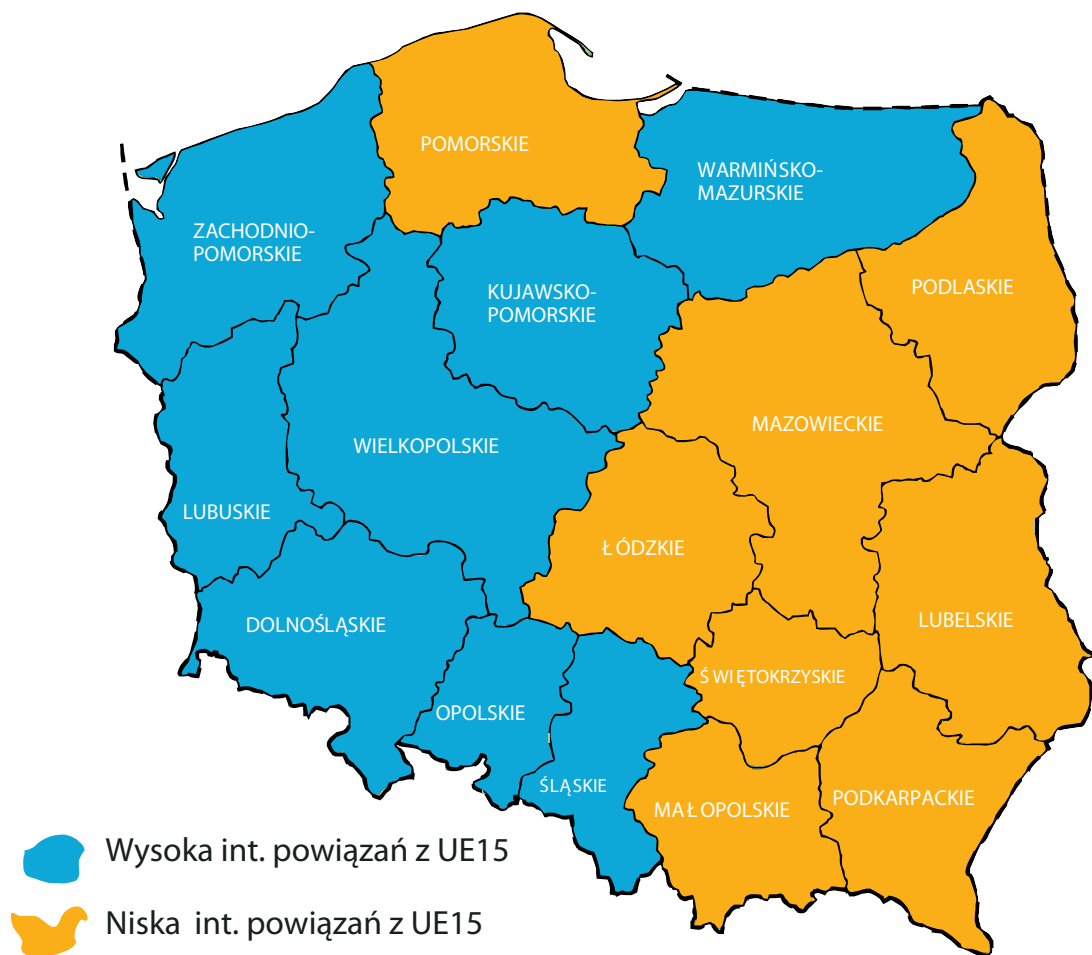 POMORSKIE
WARMIŃSKO-
MAZURSKIE
ZACHODNIO-
POMORSKIE
PODLASKIE
KUJAWSKO-
POMORSKIE
MAZOWIECKIE
WIELKOPOLSKIE
LUBUSKIE
ŁÓDZKIE
DOLNOŚLĄSKIE
LUBELSKIE
ŚWIĘTOKRZYSKIE
OPOLSKIE
ŚLĄSKIE
MAŁOPOLSKIE
PODKARPACKIE
Wysoka int. powiązań z UE15
Niska int. powiązań z UE15